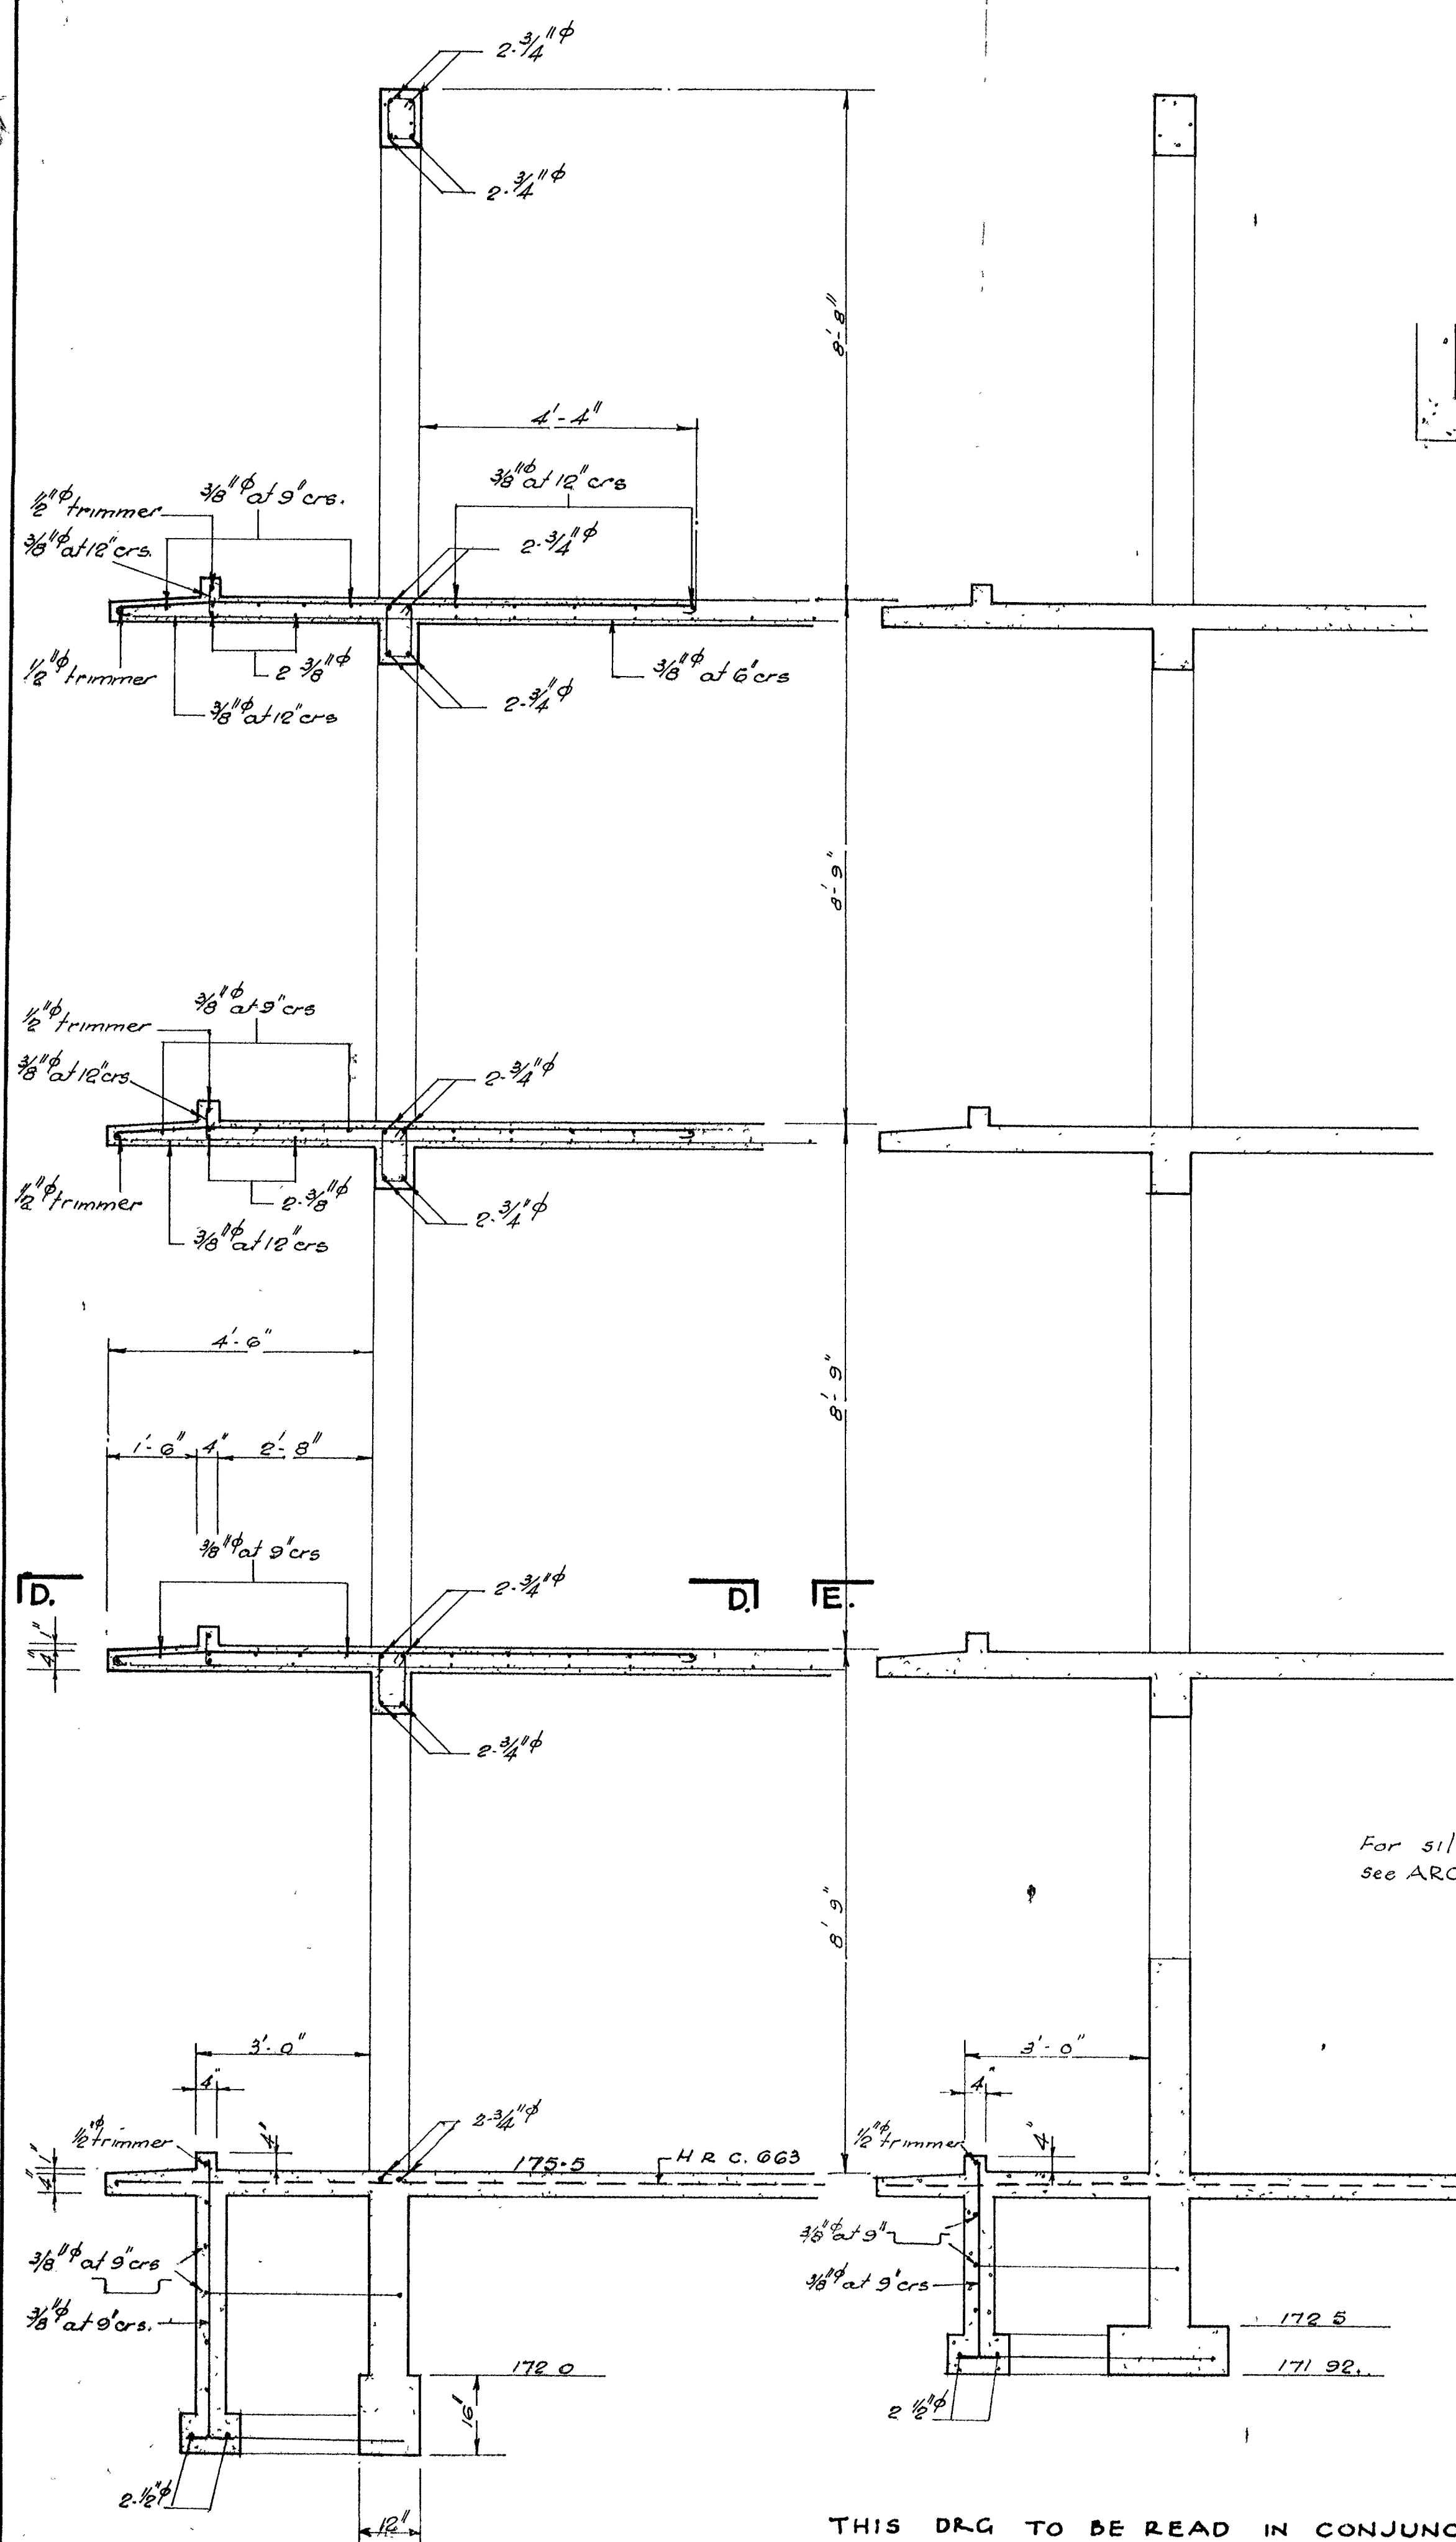 2-3/4"φ
2-3/4"φ
8'-8"
4'-4"
3/8"φ at 9" crs.
3/8"φ at 12" crs
1/2"φ trimmer
3/8"φ at 12" crs.
2-3/4"φ
1/2"φ trimmer
2 3/8"φ
3/8"φ at 6" crs
2-3/4"φ
3/8"φ at 12" crs
8'-9"
3/8"φ at 9" crs
1/2"φ trimmer
3/8"φ at 12" crs
2-3/4"φ
1/2"φ trimmer
2-3/8"φ
2-3/4"φ
3/8"φ at 12" crs
4'-6"
8'-9"
1'-6" 4" 2'-8"
3/8"φ at 9" crs
2-3/4"φ
D. D. E.
1"
4"
2-3/4"φ
For
see
8' 9"
3'-0"
3'-0"
4"
4"
2-3/4"φ
1/2"φ trimmer
4"
1/2"φ trimmer
4"
1"
4"
175·5
H R C. 663
3/8"φ at 9" crs
3/8"φ at 9"
3/8"φ at 9" crs.
3/8"φ at 9" crs
172 0
172 5
171 92.
16"
2 1/2"φ
2-1/2"φ
12"
THIS DRG TO BE READ IN